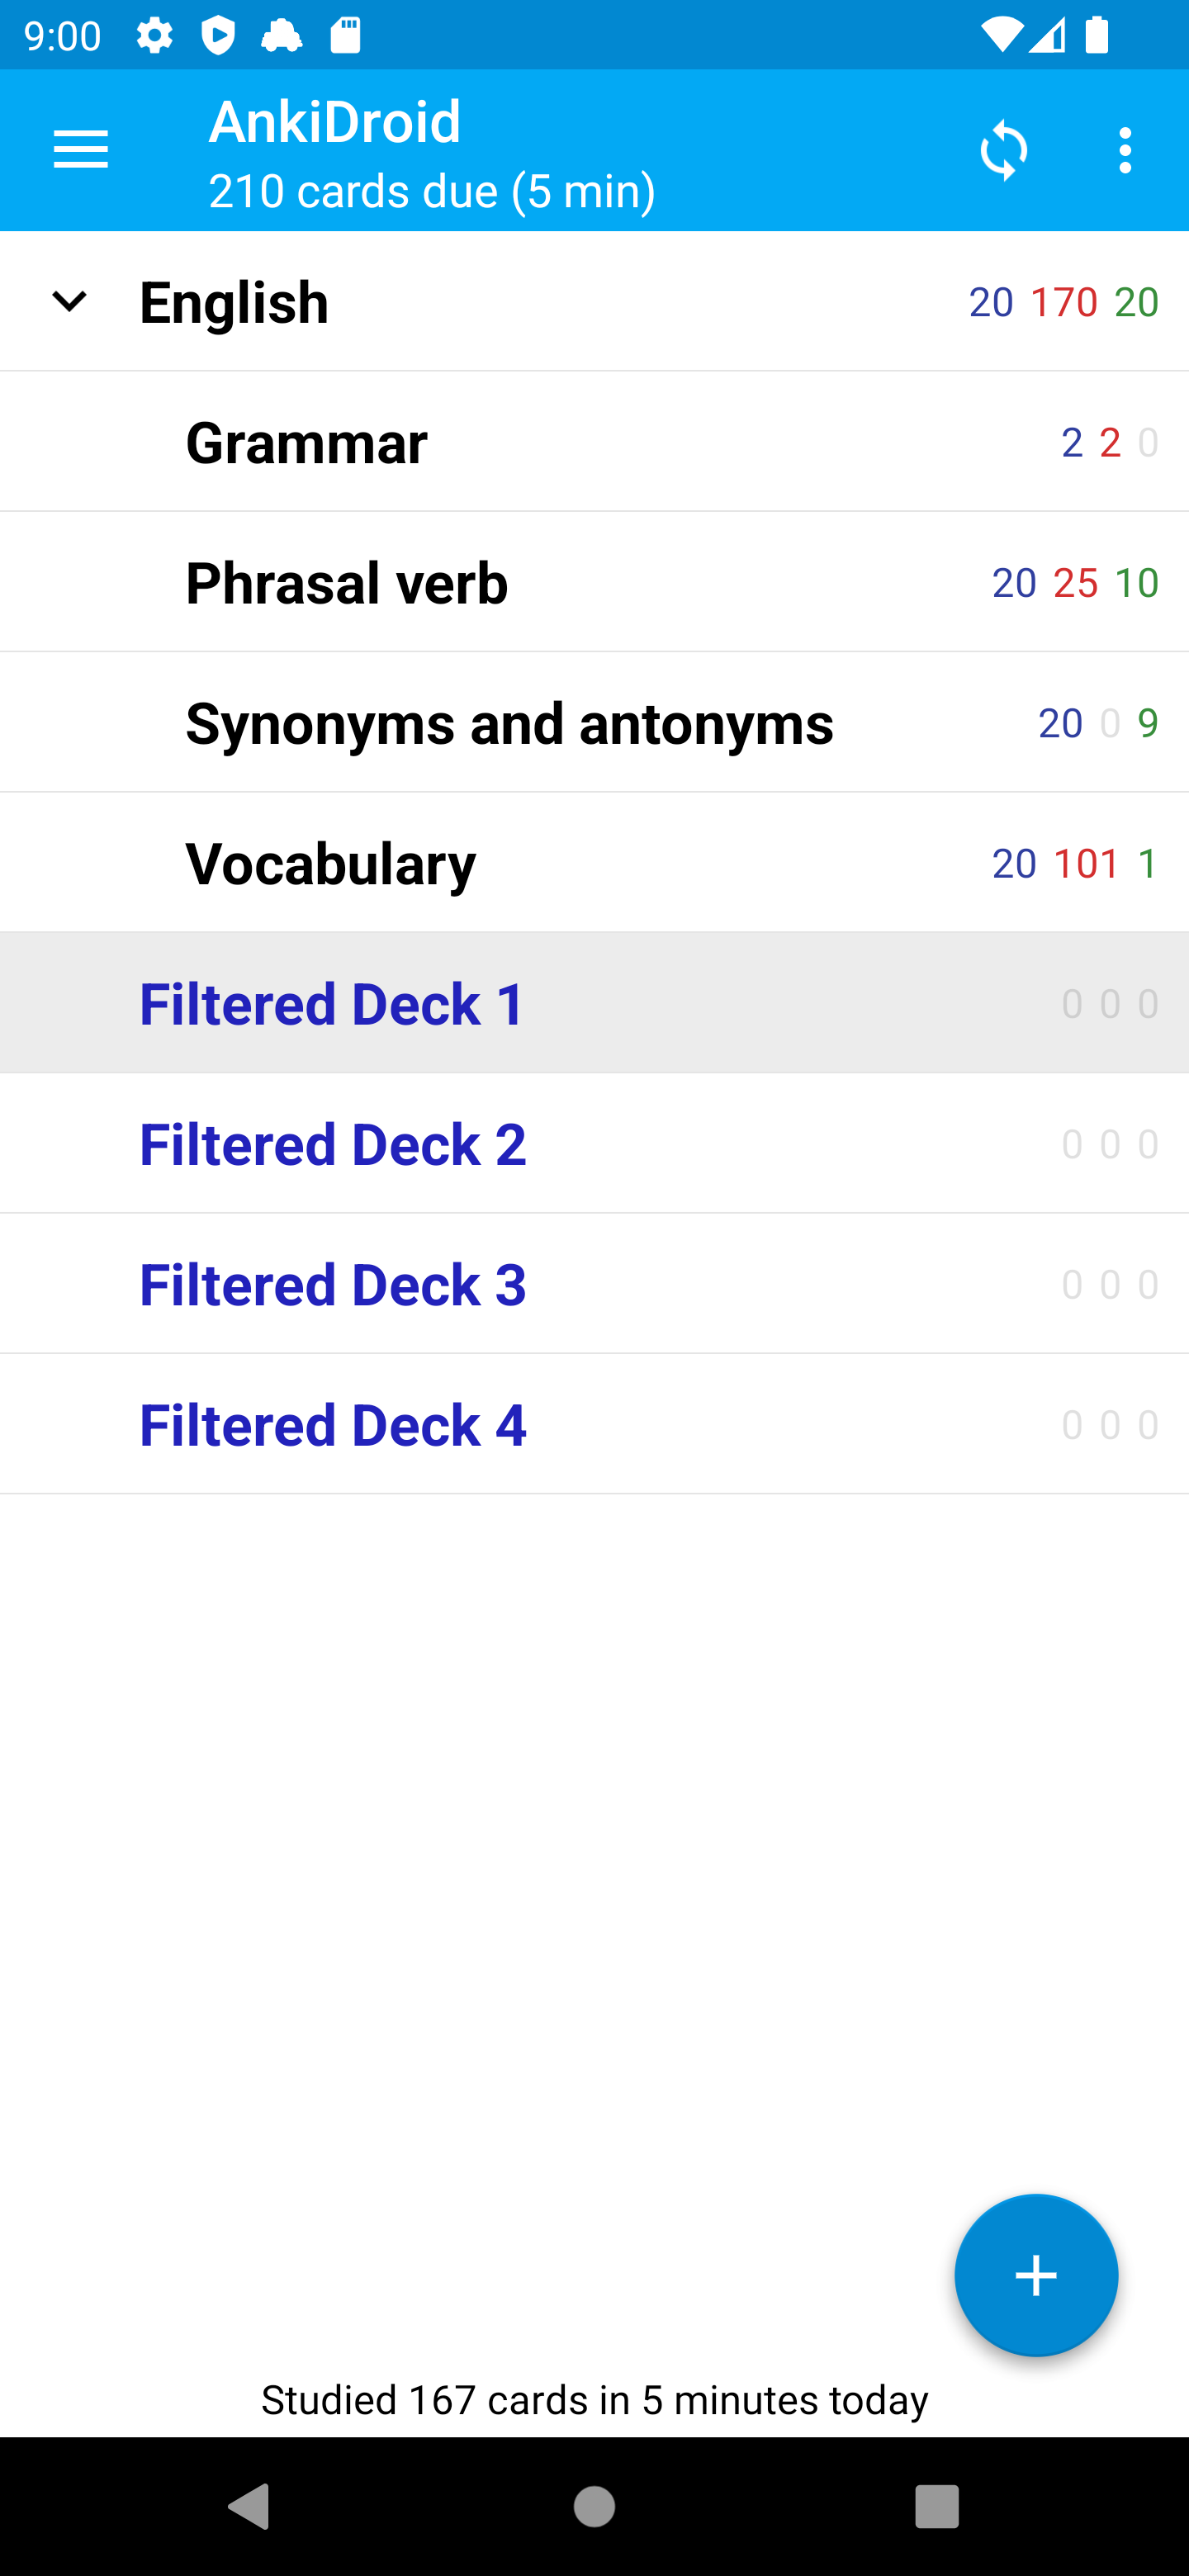 9:00
AnkiDroid
210 cards due (5 min)
English 20 170 20
Grammar 2 2 0
Phrasal verb 20 25 10
Synonyms and antonyms 20 0 9
Vocabulary 20 101 1
Filtered Deck 1 0 0 0
Filtered Deck 2 0 0 0
Filtered Deck 3 0 0 0
Filtered Deck 4 0 0 0
Studied 167 cards in 5 minutes today